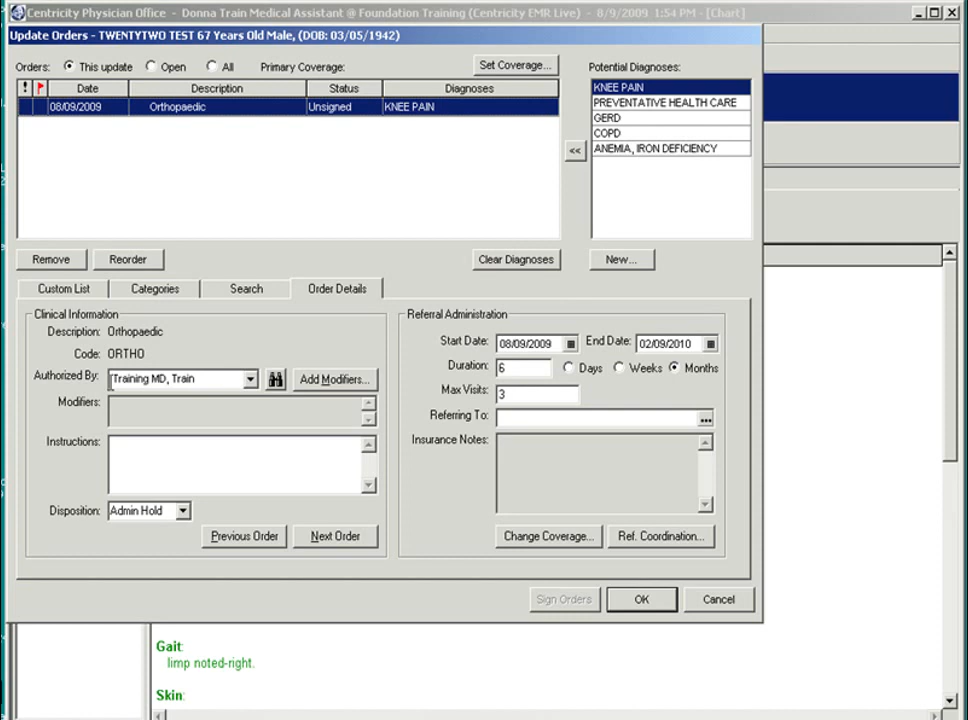 Centricity Physician Office - Donna Train Medical Assistant @ Foundation Training (Centricity EMR Live) - 8/9/2009 1:54 PM - [Chart]
Update Orders - TWENTYTWO TEST 67 Years Old Male, (DOB: 03/05/1942)
Orders: This update Open All Primary Coverage: Set Coverage... Potential Diagnoses:
! Date Description Status Diagnoses
08/09/2009 Orthopaedic Unsigned KNEE PAIN
KNEE PAIN
PREVENTATIVE HEALTH CARE
GERD
COPD
ANEMIA, IRON DEFICIENCY
<<
Remove Reorder Clear Diagnoses New...
Custom List Categories Search Order Details
Clinical Information
Description: Orthopaedic
Code: ORTHO
Authorized By: Training MD, Train Add Modifiers...
Modifiers:
Instructions:
Disposition: Admin Hold
Previous Order Next Order
Referral Administration
Start Date: 08/09/2009 End Date: 02/09/2010
Duration: 6 Days Weeks Months
Max Visits: 3
Referring To: ...
Insurance Notes:
Change Coverage... Ref. Coordination...
Sign Orders OK Cancel
Gait:
limp noted-right.
Skin: